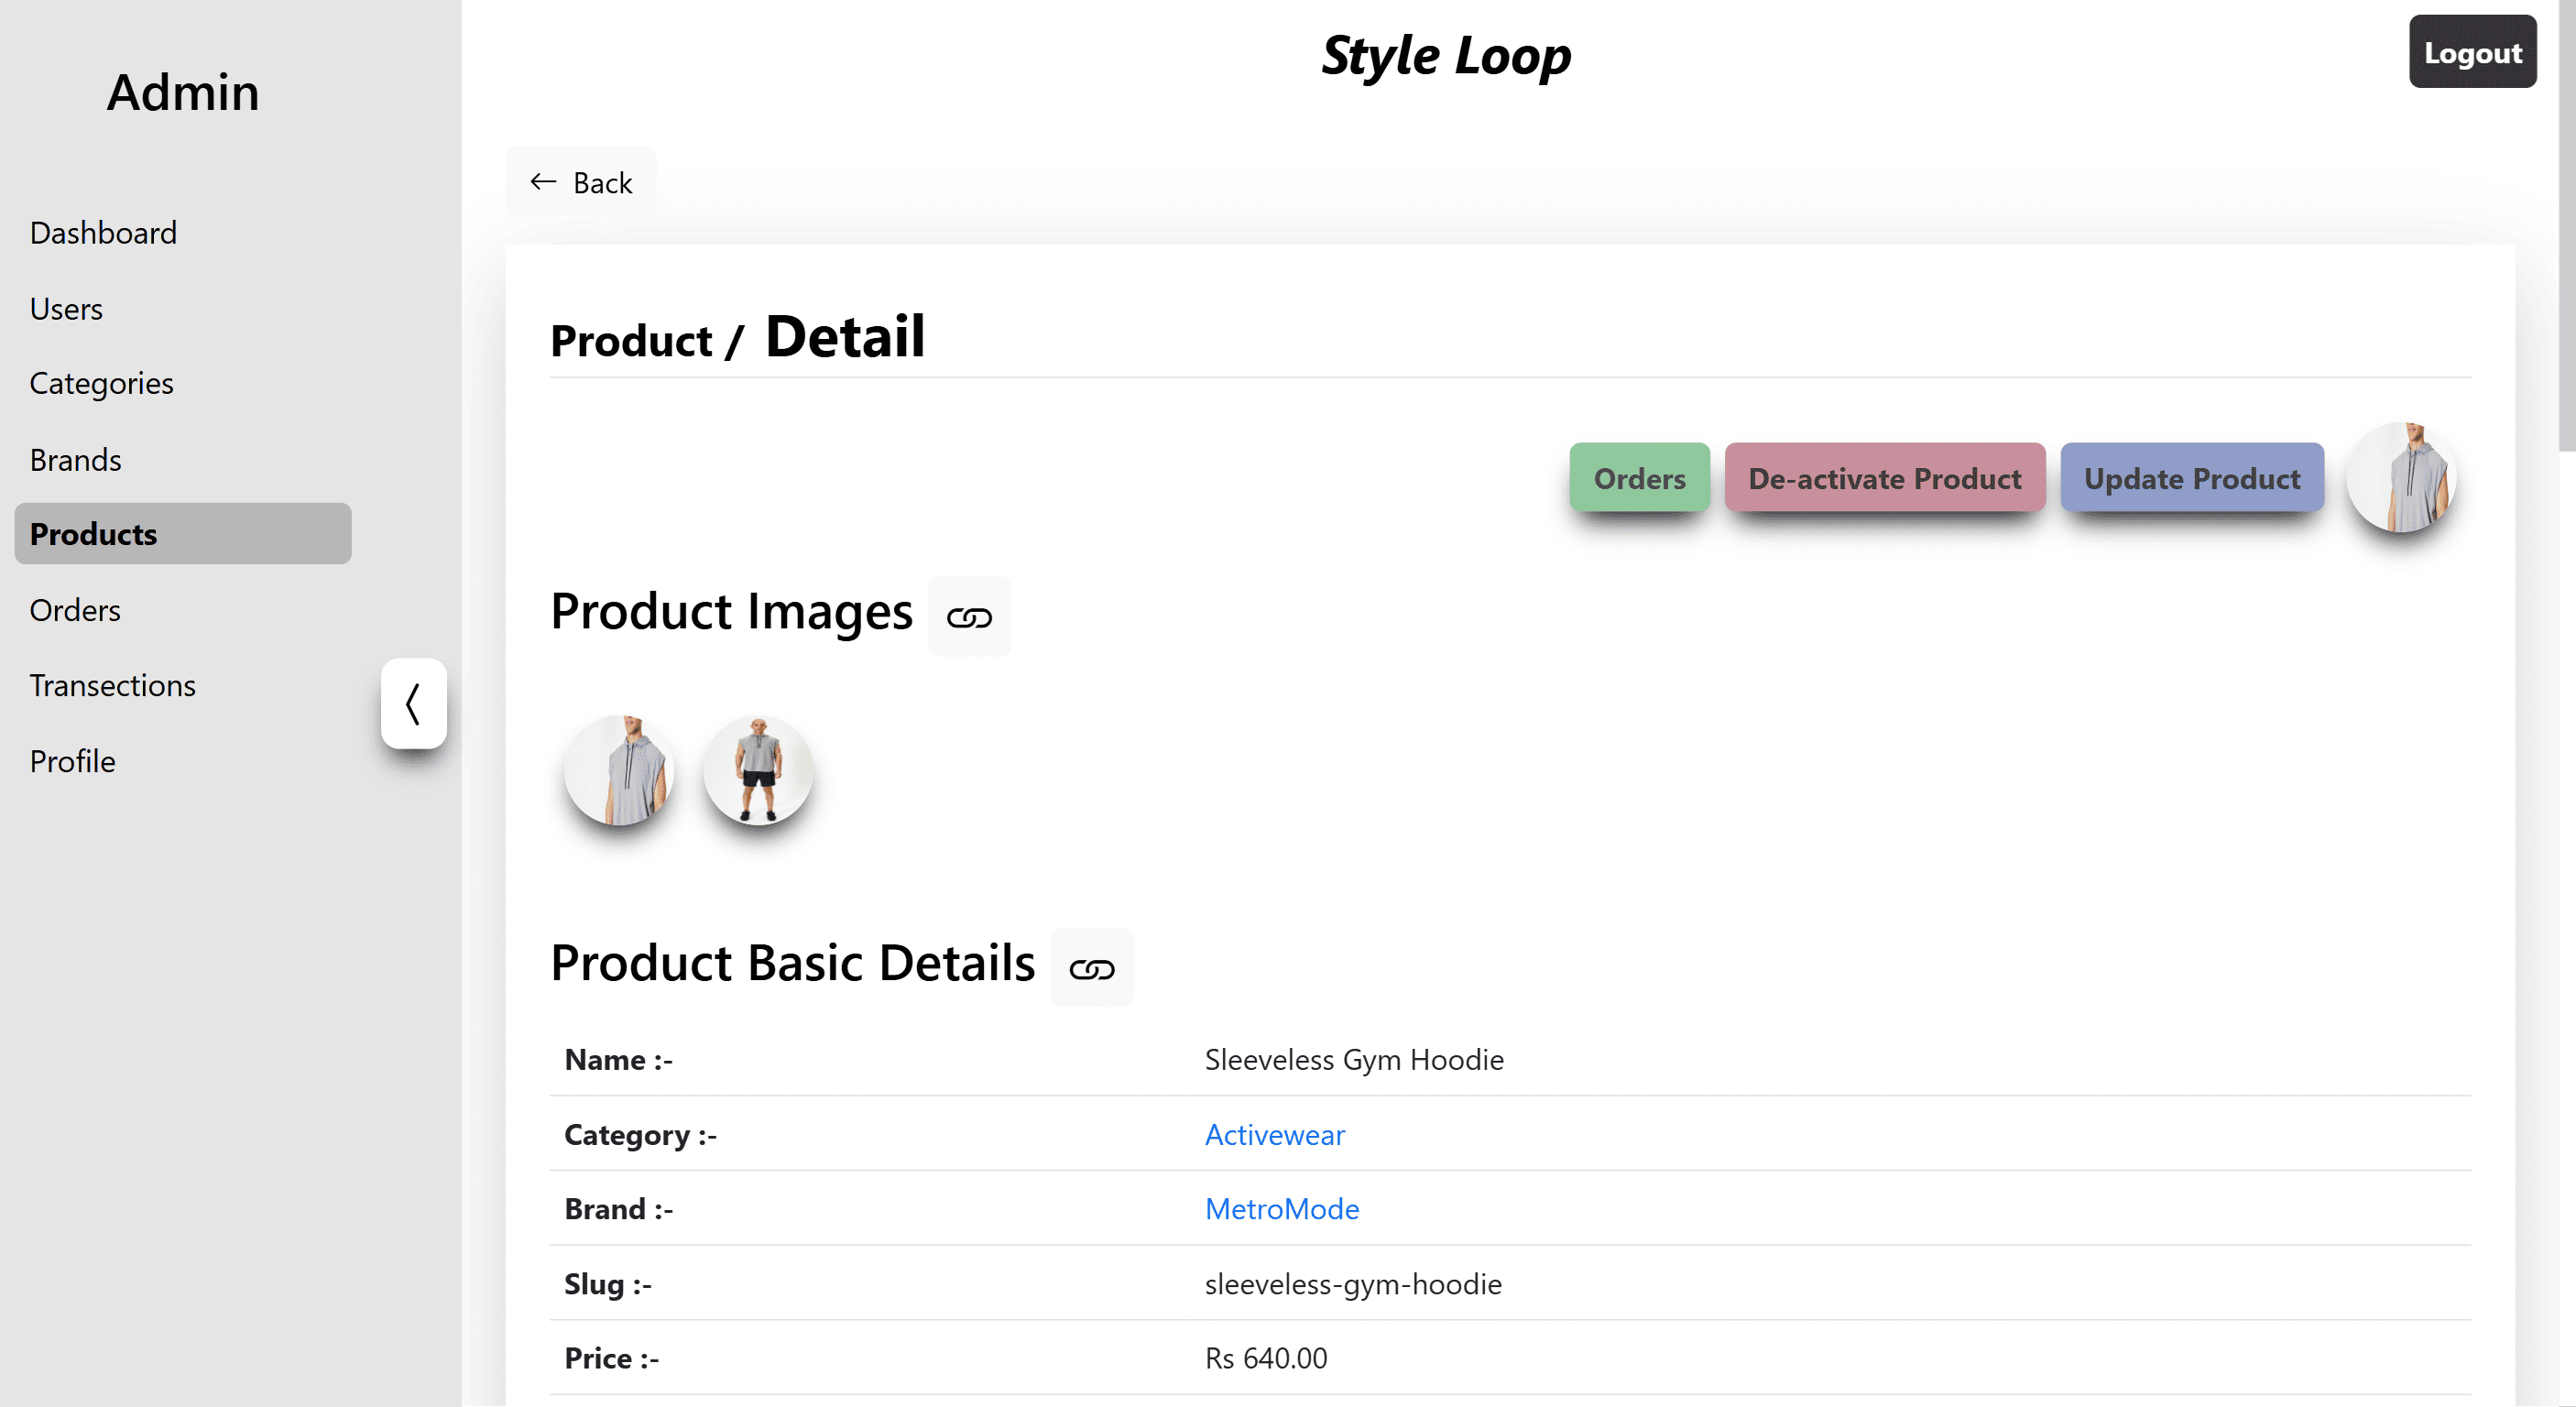 Admin
Dashboard
Users
Categories
Brands
Products
Orders
Transections
Profile
Style Loop
Logout
Back
Product / Detail
Orders
De-activate Product
Update Product
Product Images
Product Basic Details
Name :- Sleeveless Gym Hoodie
Category :- Activewear
Brand :- MetroMode
Slug :- sleeveless-gym-hoodie
Price :- Rs 640.00